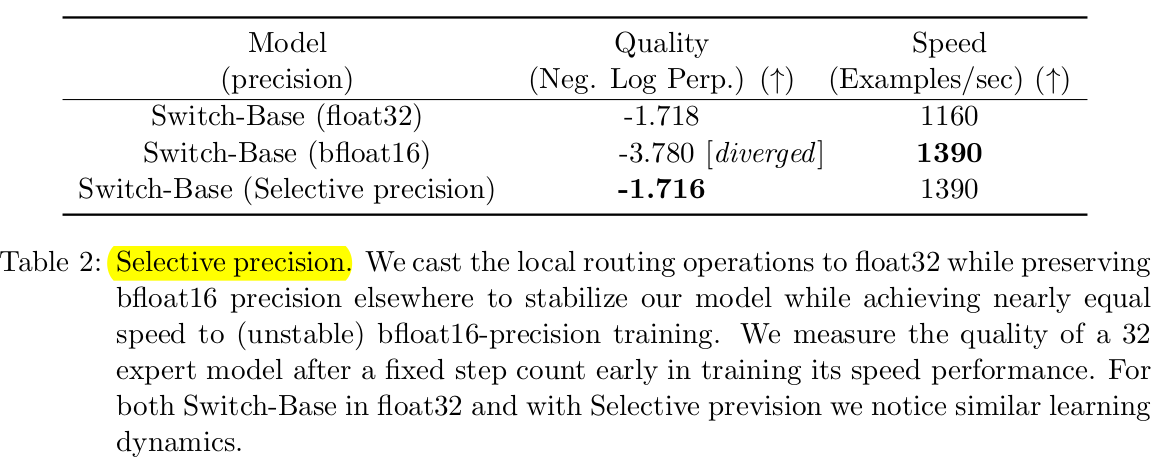 Model Quality Speed
(precision) (Neg. Log Perp.) (↑) (Examples/sec) (↑)
Switch-Base (float32) -1.718 1160
Switch-Base (bfloat16) -3.780 [diverged] 1390
Switch-Base (Selective precision) -1.716 1390
Table 2: Selective precision. We cast the local routing operations to float32 while preserving
bfloat16 precision elsewhere to stabilize our model while achieving nearly equal
speed to (unstable) bfloat16-precision training. We measure the quality of a 32
expert model after a fixed step count early in training its speed performance. For
both Switch-Base in float32 and with Selective prevision we notice similar learning
dynamics.